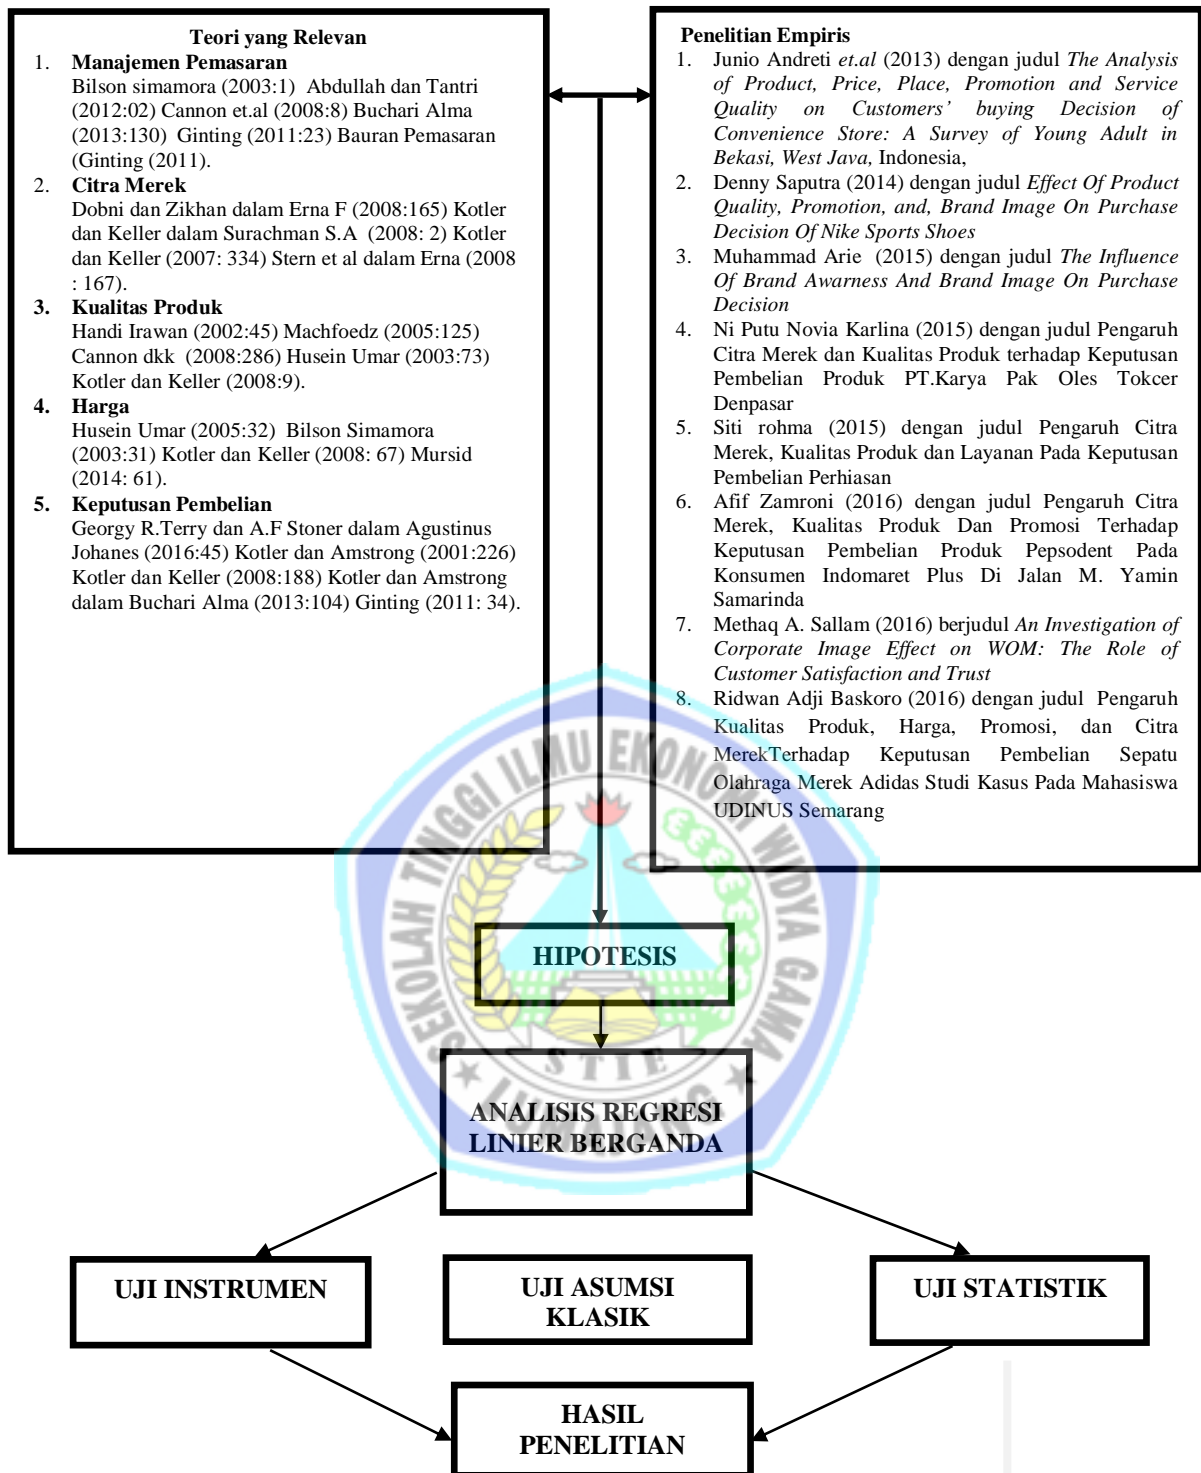 Teori yang Relevan
1. Manajemen Pemasaran
Bilson simamora (2003:1)  Abdullah dan Tantri
(2012:02) Cannon et.al (2008:8) Buchari Alma
(2013:130)  Ginting (2011:23) Bauran Pemasaran
(Ginting (2011).
2. Citra Merek
Dobni dan Zikhan dalam Erna F (2008:165) Kotler
dan Keller dalam Surachman S.A  (2008: 2) Kotler
dan Keller (2007: 334) Stern et al dalam Erna (2008
: 167).
3. Kualitas Produk
Handi Irawan (2002:45) Machfoedz (2005:125)
Cannon dkk  (2008:286) Husein Umar (2003:73)
Kotler dan Keller (2008:9).
4. Harga
Husein Umar (2005:32)  Bilson Simamora
(2003:31) Kotler dan Keller (2008: 67) Mursid
(2014: 61).
5. Keputusan Pembelian
Georgy R.Terry dan A.F Stoner dalam Agustinus
Johanes (2016:45) Kotler dan Amstrong (2001:226)
Kotler dan Keller (2008:188) Kotler dan Amstrong
dalam Buchari Alma (2013:104) Ginting (2011: 34).
Penelitian Empiris
1. Junio Andreti et.al (2013) dengan judul The Analysis
of Product, Price, Place, Promotion and Service
Quality on Customers' buying Decision of
Convenience Store: A Survey of Young Adult in
Bekasi, West Java, Indonesia,
2. Denny Saputra (2014) dengan judul Effect Of Product
Quality, Promotion, and, Brand Image On Purchase
Decision Of Nike Sports Shoes
3. Muhammad Arie  (2015) dengan judul The Influence
Of Brand Awarness And Brand Image On Purchase
Decision
4. Ni Putu Novia Karlina (2015) dengan judul Pengaruh
Citra Merek dan Kualitas Produk terhadap Keputusan
Pembelian Produk PT.Karya Pak Oles Tokcer
Denpasar
5. Siti rohma (2015) dengan judul Pengaruh Citra
Merek, Kualitas Produk dan Layanan Pada Keputusan
Pembelian Perhiasan
6. Afif Zamroni (2016) dengan judul Pengaruh Citra
Merek, Kualitas Produk Dan Promosi Terhadap
Keputusan Pembelian Produk Pepsodent Pada
Konsumen Indomaret Plus Di Jalan M. Yamin
Samarinda
7. Methaq A. Sallam (2016) berjudul An Investigation of
Corporate Image Effect on WOM: The Role of
Customer Satisfaction and Trust
8. Ridwan Adji Baskoro (2016) dengan judul  Pengaruh
Kualitas Produk, Harga, Promosi, dan Citra
MerekTerhadap Keputusan Pembelian Sepatu
Olahraga Merek Adidas Studi Kasus Pada Mahasiswa
UDINUS Semarang
SEKOLAH TINGGI ILMU EKONOMI WIDYA GAMA
STIE
LUMAJANG
HIPOTESIS
ANALISIS REGRESI
LINIER BERGANDA
UJI INSTRUMEN
UJI ASUMSI
KLASIK
UJI STATISTIK
HASIL
PENELITIAN